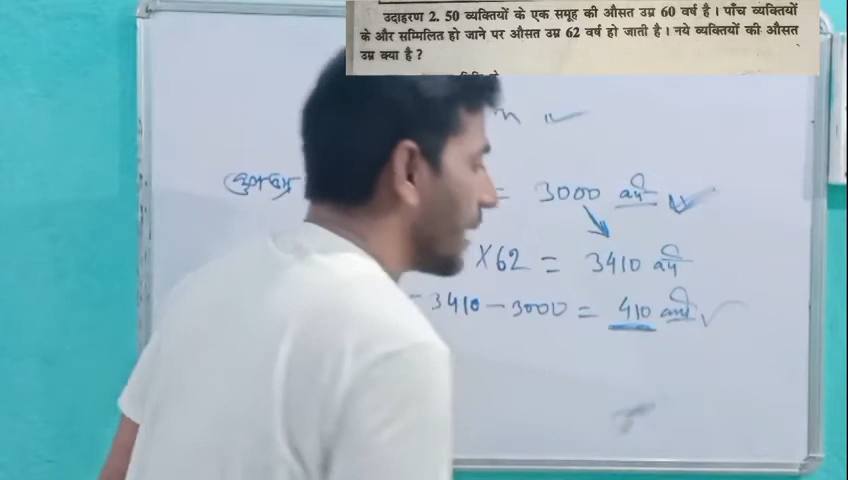 उदाहरण 2. 50 व्यक्तियों के एक समूह की औसत उम्र 60 वर्ष है। पाँच व्यक्तियों
के और सम्मिलित हो जाने पर औसत उम्र 62 वर्ष हो जाती है। नये व्यक्तियों की औसत
उम्र क्या है ?
= 3000 वर्ष
X62 = 3410 वर्ष
= 3410 - 3000 = 410 वर्ष